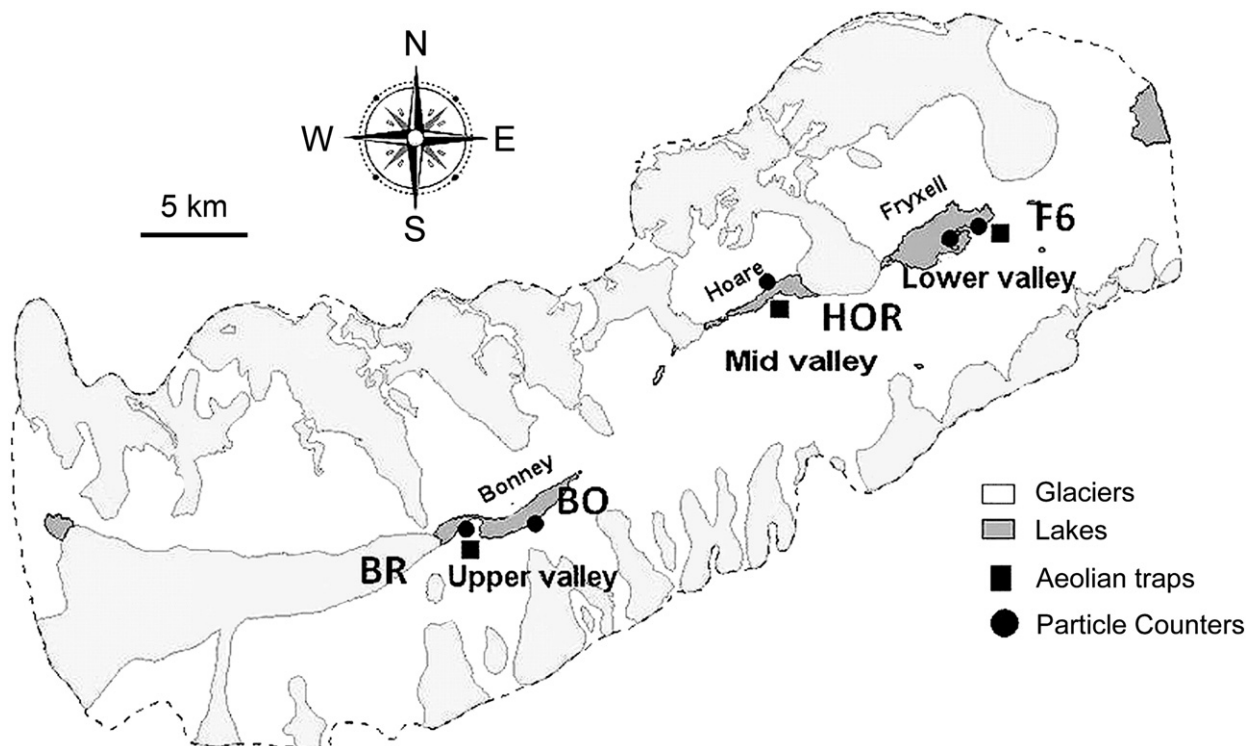 N
W E
S
5 km
Fryxell
F6
Lower valley
Hoare
HOR
Mid valley
Bonney
BO
BR
Upper valley
Glaciers
Lakes
Aeolian traps
Particle Counters